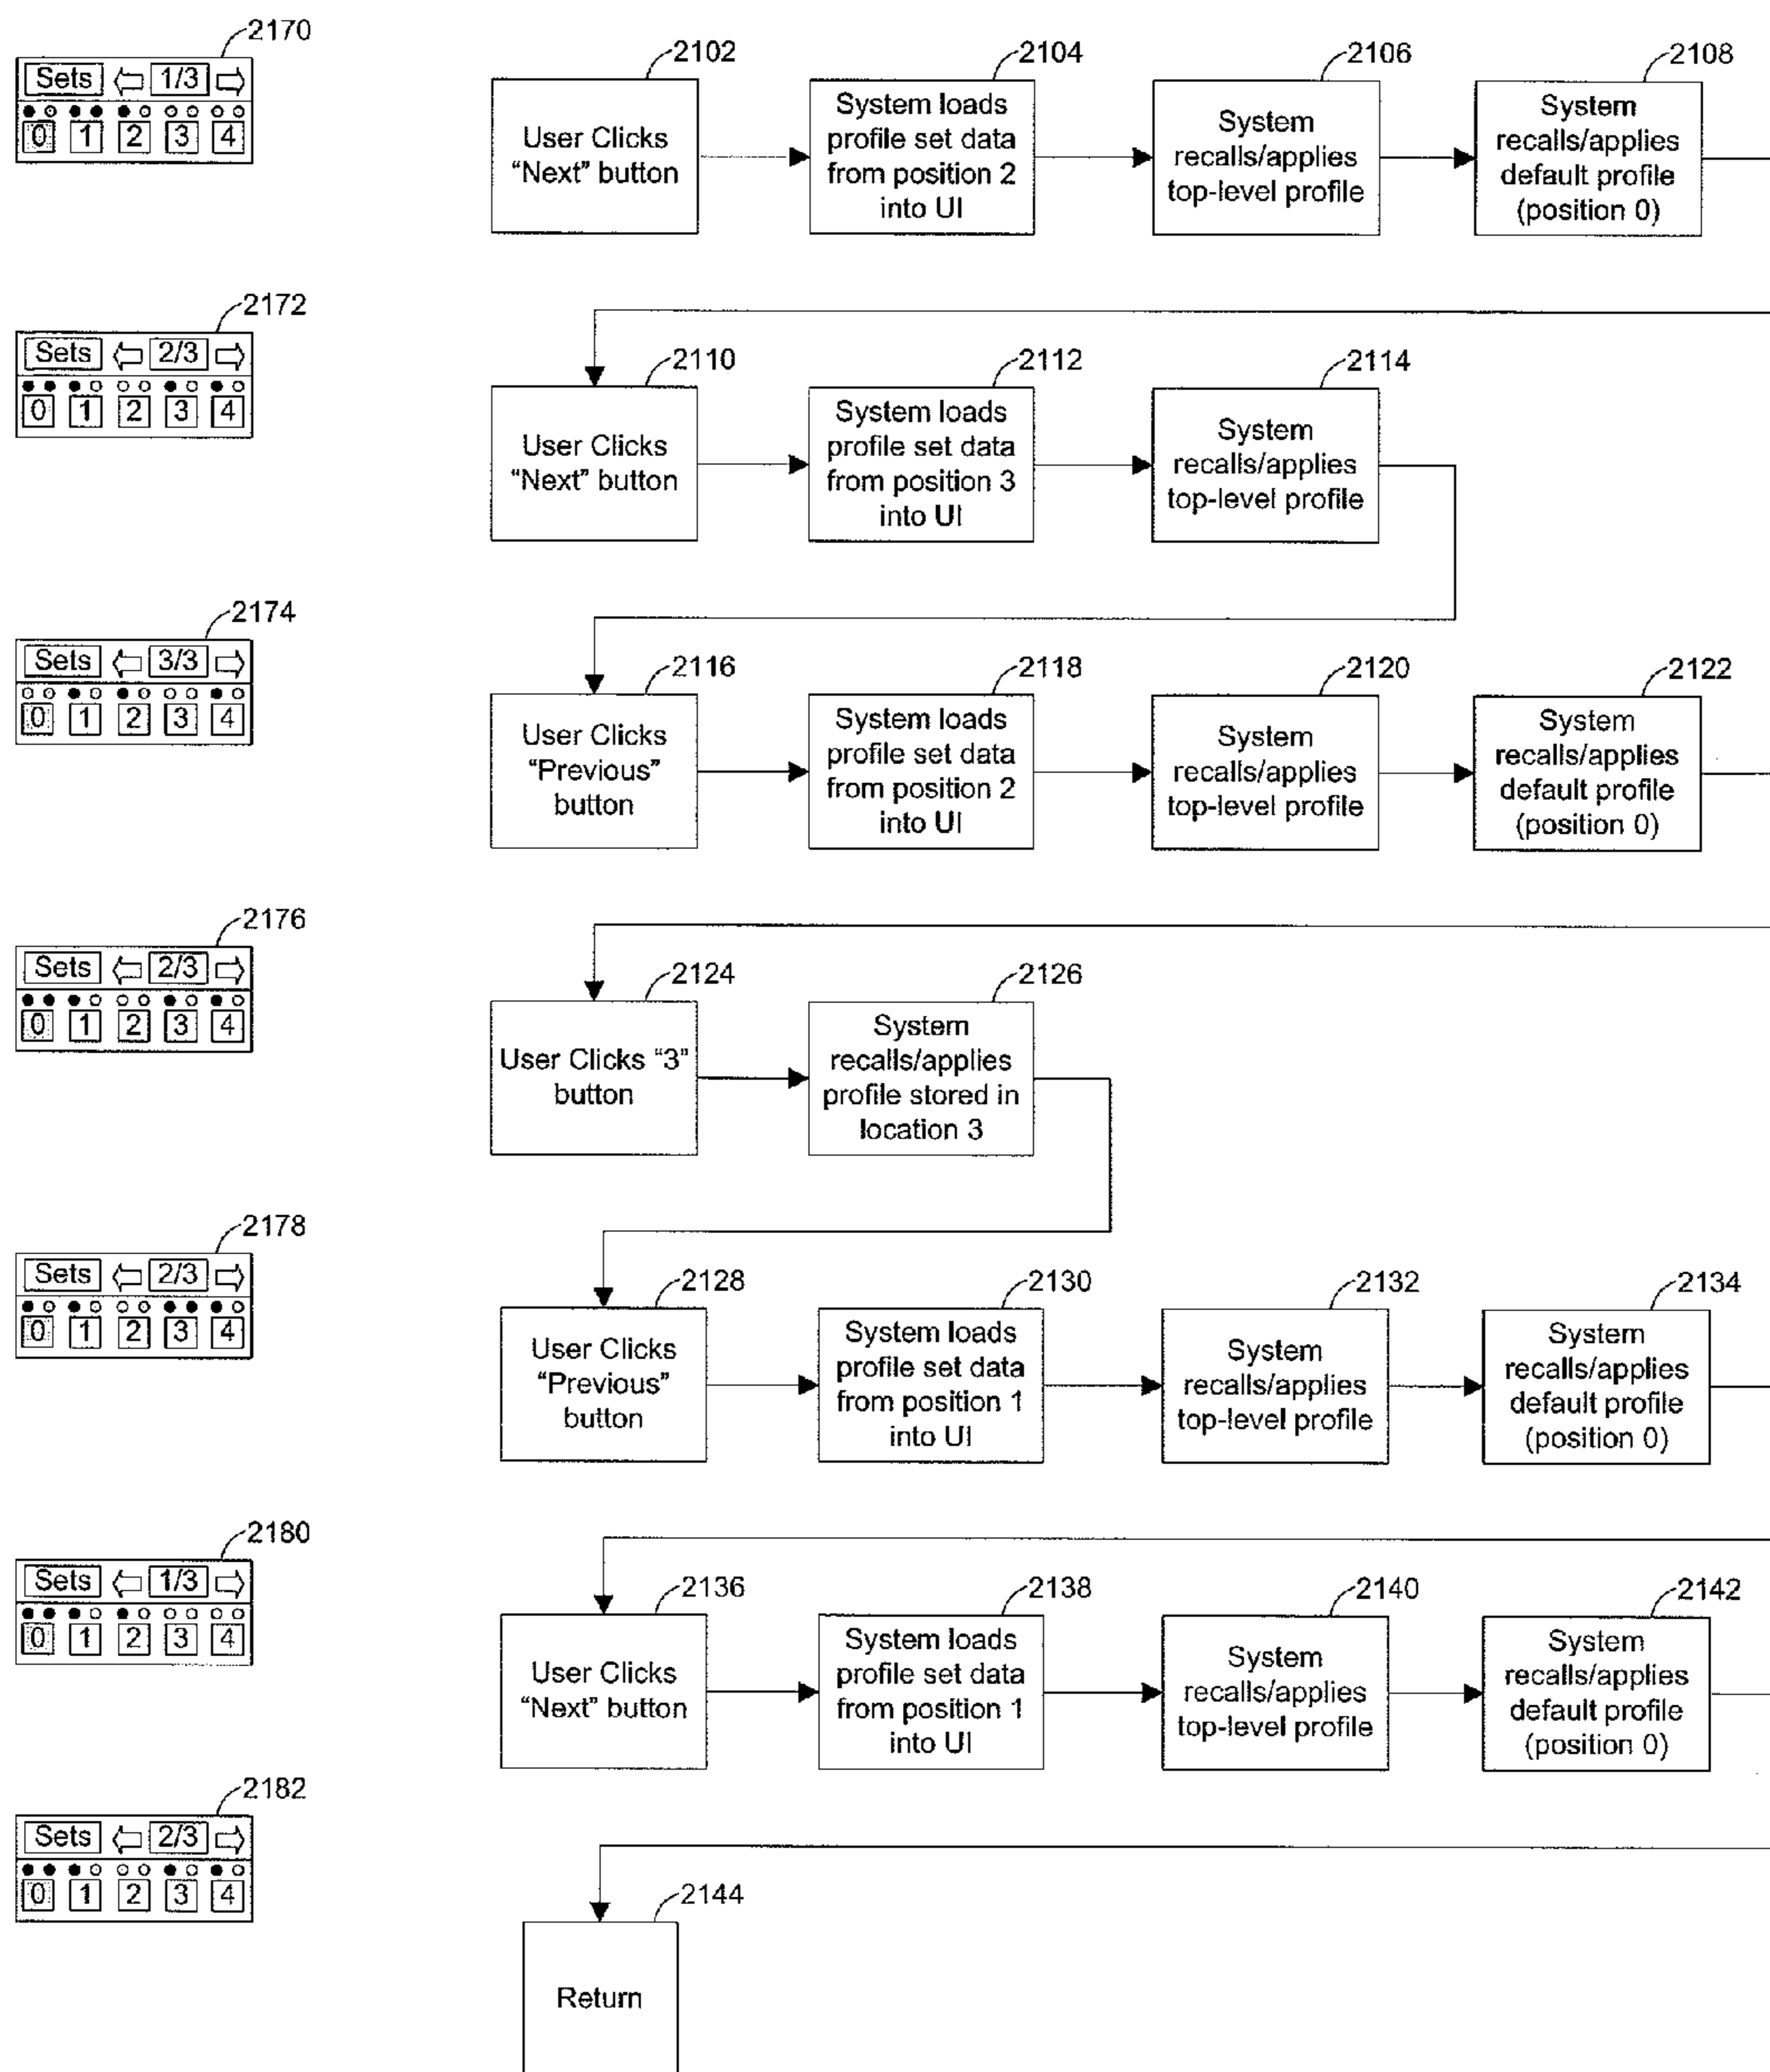 2170
Sets 1/3
0 1 2 3 4
2102
User Clicks
“Next” button
2104
System loads
profile set data
from position 2
into UI
2106
System
recalls/applies
top-level profile
2108
System
recalls/applies
default profile
(position 0)
2172
Sets 2/3
0 1 2 3 4
2110
User Clicks
“Next” button
2112
System loads
profile set data
from position 3
into UI
2114
System
recalls/applies
top-level profile
2174
Sets 3/3
0 1 2 3 4
2116
User Clicks
“Previous”
button
2118
System loads
profile set data
from position 2
into UI
2120
System
recalls/applies
top-level profile
2122
System
recalls/applies
default profile
(position 0)
2176
Sets 2/3
0 1 2 3 4
2124
User Clicks “3”
button
2126
System
recalls/applies
profile stored in
location 3
2178
Sets 2/3
0 1 2 3 4
2128
User Clicks
“Previous”
button
2130
System loads
profile set data
from position 1
into UI
2132
System
recalls/applies
top-level profile
2134
System
recalls/applies
default profile
(position 0)
2180
Sets 1/3
0 1 2 3 4
2136
User Clicks
“Next” button
2138
System loads
profile set data
from position 1
into UI
2140
System
recalls/applies
top-level profile
2142
System
recalls/applies
default profile
(position 0)
2182
Sets 2/3
0 1 2 3 4
2144
Return